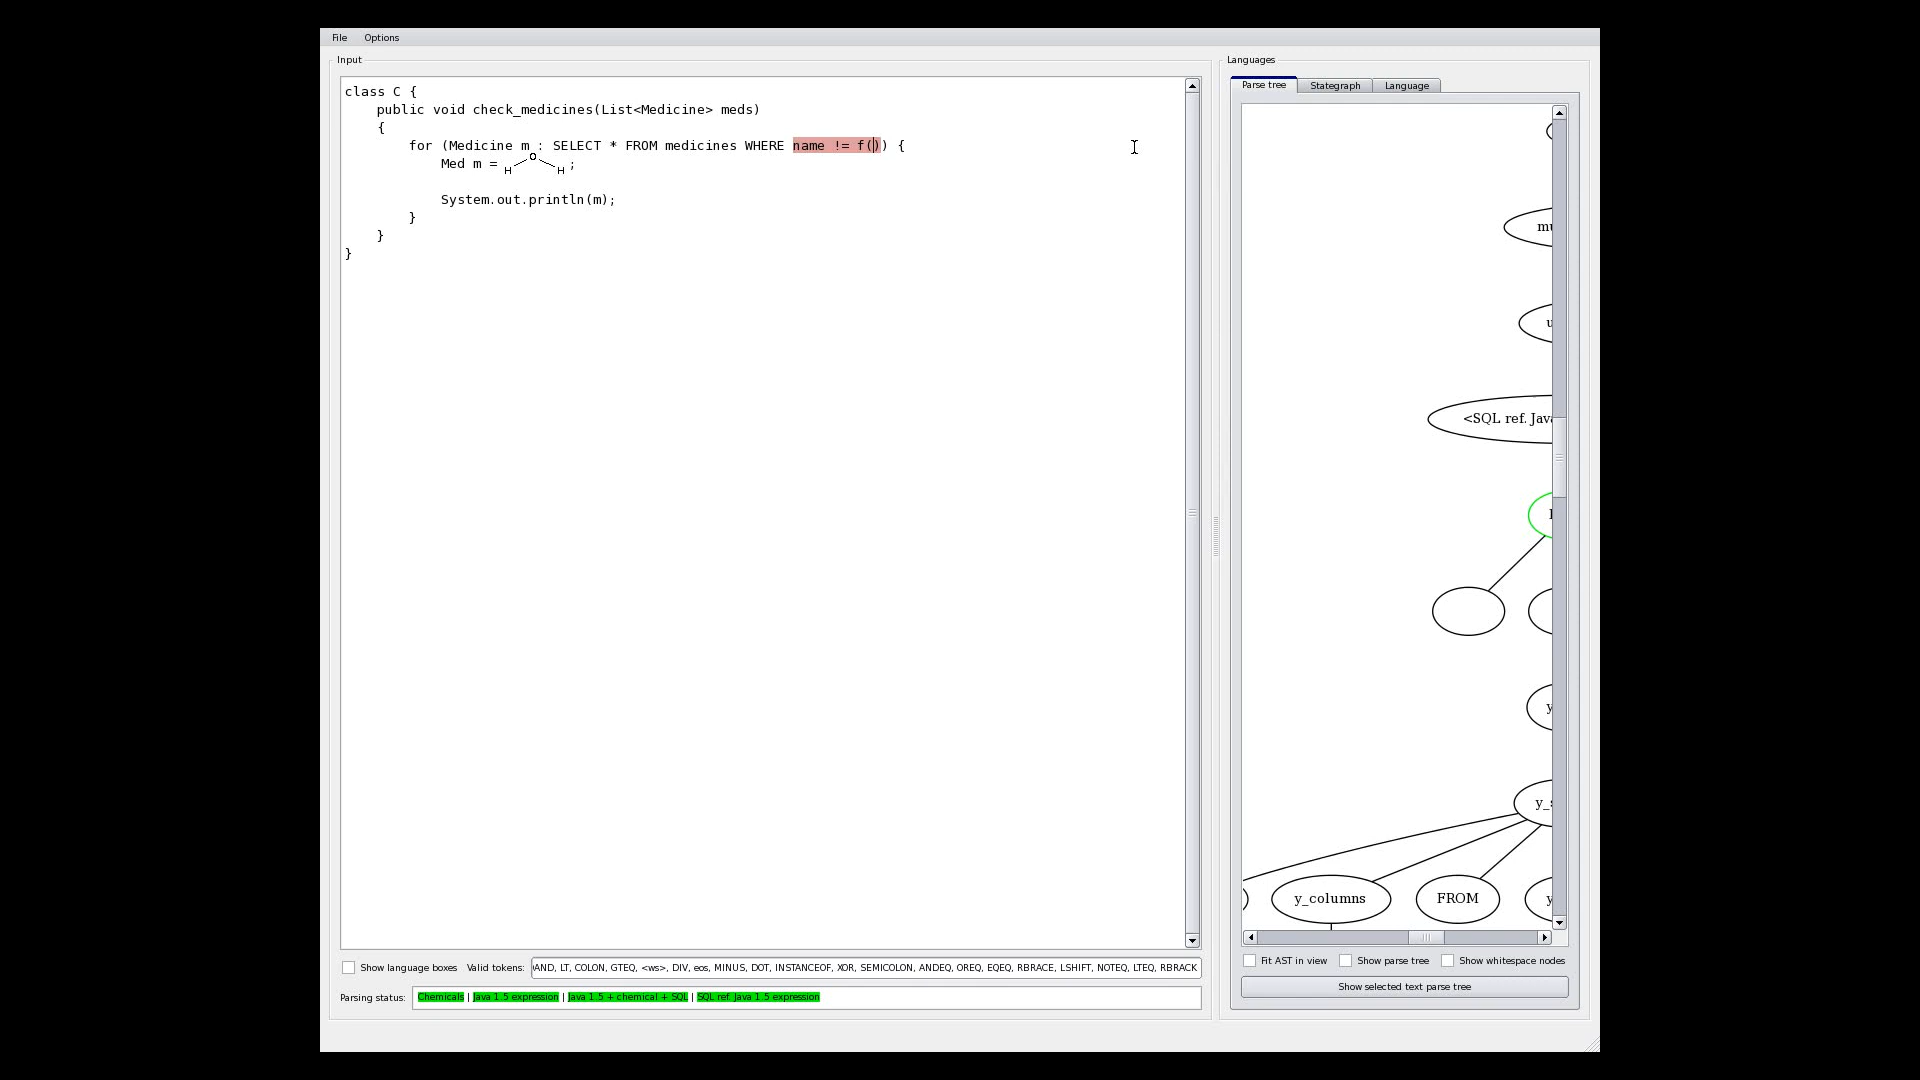 File Options
Input
class C {
public void check_medicines(List<Medicine> meds)
{
for (Medicine m : SELECT * FROM medicines WHERE name != f()) {
Med m = H O H ;
System.out.println(m);
}
}
}
Show language boxes Valid tokens: AND, LT, COLON, GTEQ, <ws>, DIV, eos, MINUS, DOT, INSTANCEOF, XOR, SEMICOLON, ANDEQ, OREQ, EQEQ, RBRACE, LSHIFT, NOTEQ, LTEQ, RBRACK
Parsing status: Chemicals | Java 1.5 expression | Java 1.5 + chemical + SQL | SQL ref. Java 1.5 expression
Languages
Parse tree Stategraph Language
<SQL ref. Java
y_columns FROM
Fit AST in view Show parse tree Show whitespace nodes
Show selected text parse tree